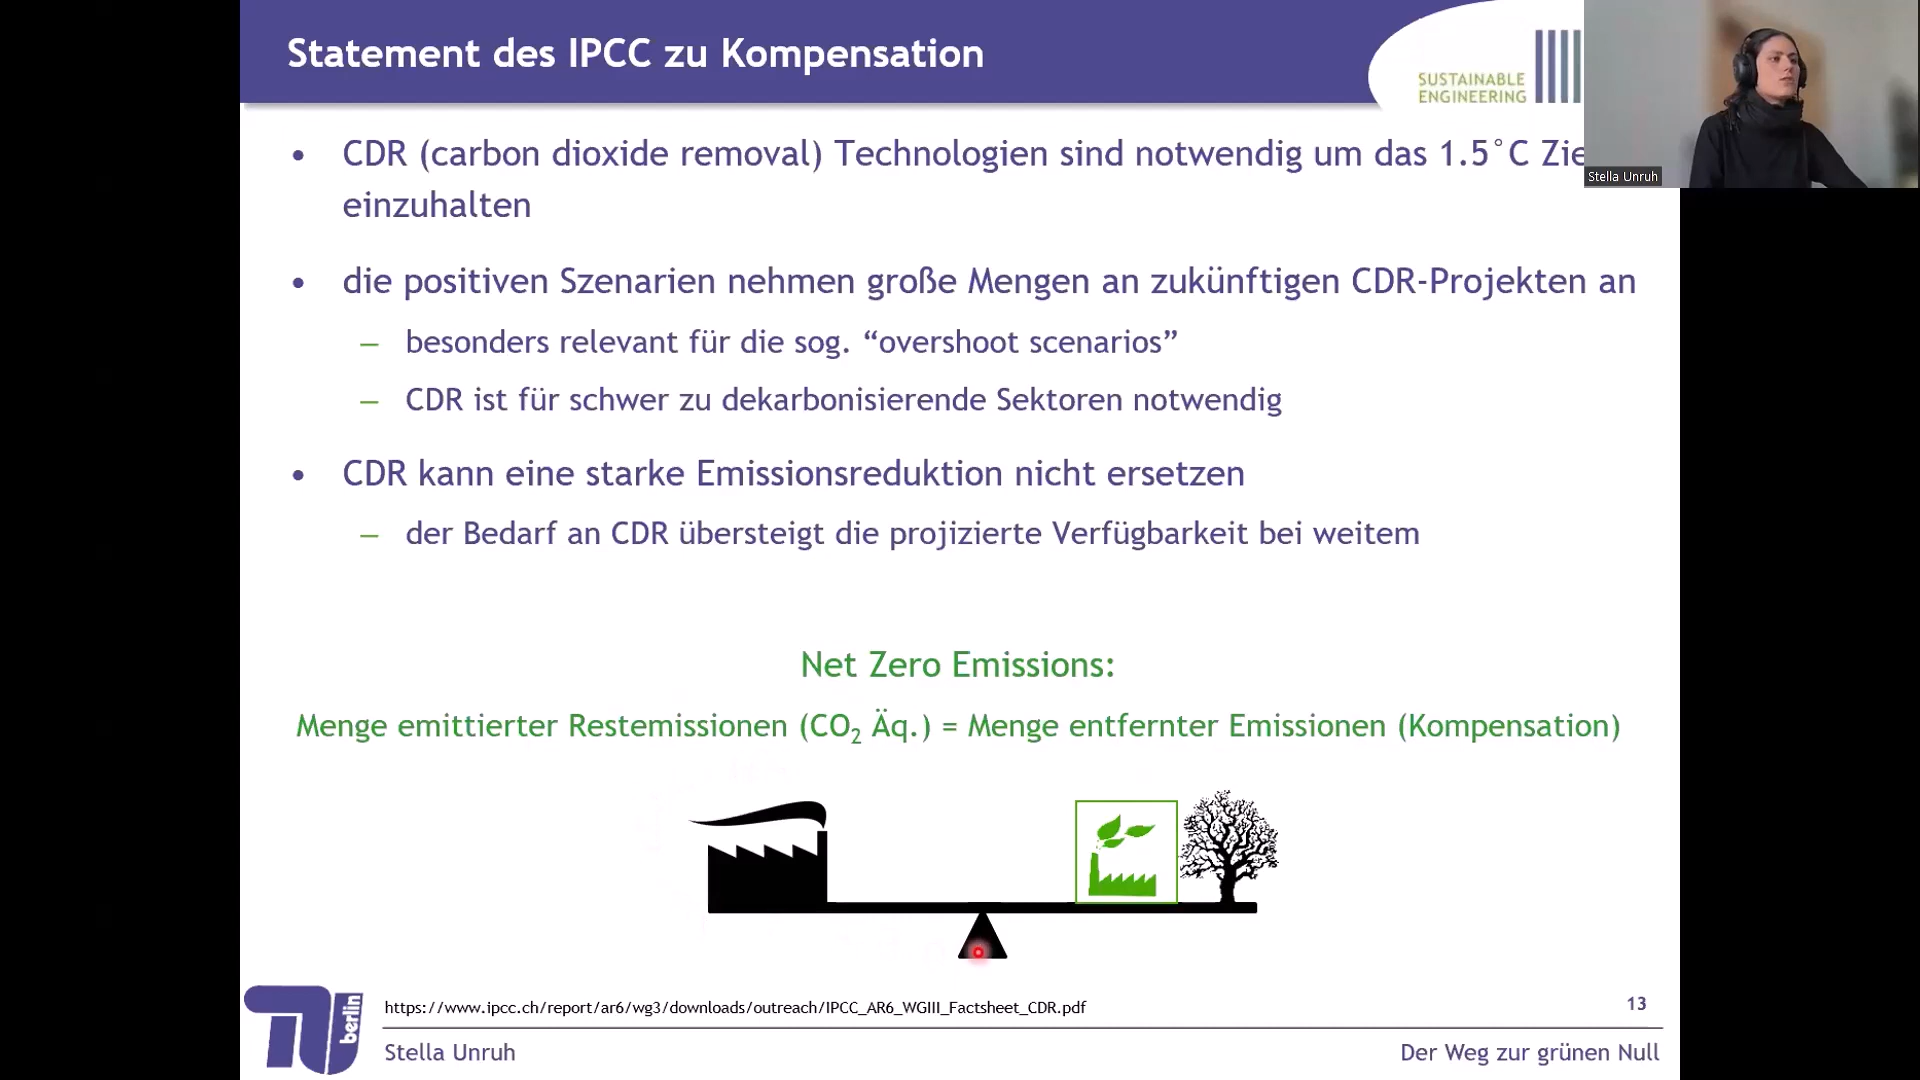 Statement des IPCC zu Kompensation
SUSTAINABLE
ENGINEERING
Stella Unruh
• CDR (carbon dioxide removal) Technologien sind notwendig um das 1.5°C Zie
einzuhalten
• die positiven Szenarien nehmen große Mengen an zukünftigen CDR-Projekten an
– besonders relevant für die sog. “overshoot scenarios”
– CDR ist für schwer zu dekarbonisierende Sektoren notwendig
• CDR kann eine starke Emissionsreduktion nicht ersetzen
– der Bedarf an CDR übersteigt die projizierte Verfügbarkeit bei weitem
Net Zero Emissions:
Menge emittierter Restemissionen (CO₂ Äq.) = Menge entfernter Emissionen (Kompensation)
berlin
https://www.ipcc.ch/report/ar6/wg3/downloads/outreach/IPCC_AR6_WGIII_Factsheet_CDR.pdf
13
Stella Unruh
Der Weg zur grünen Null